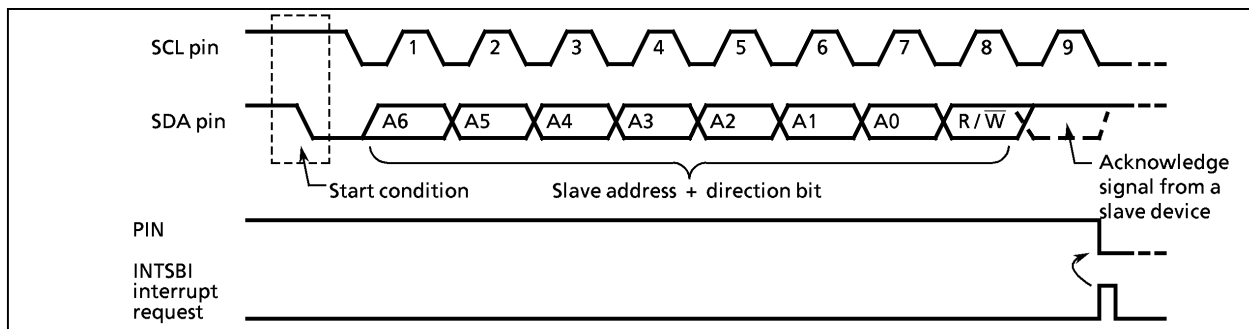 SCL pin
1 2 3 4 5 6 7 8 9
SDA pin
A6 A5 A4 A3 A2 A1 A0 R / W̅
Start condition
Slave address + direction bit
Acknowledge
signal from a
slave device
PIN
INTSBI
interrupt
request